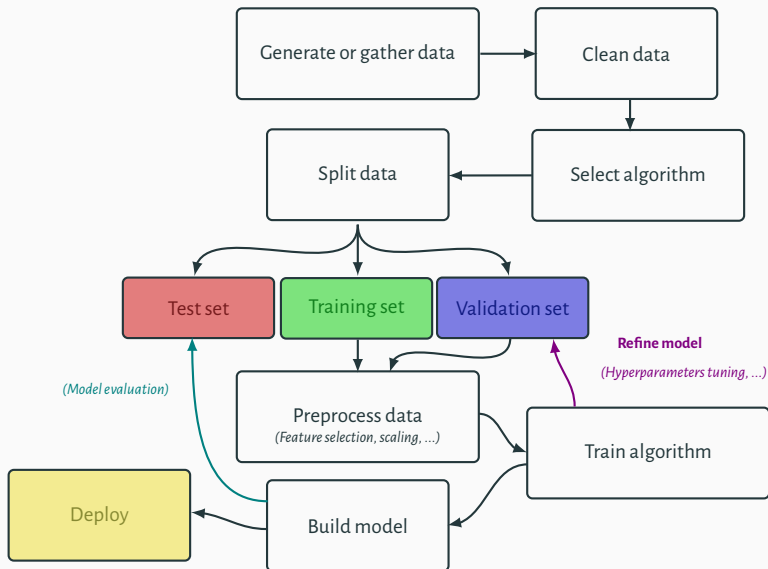 Generate or gather data
Clean data
Split data
Select algorithm
Test set
Training set
Validation set
Refine model
(Hyperparameters tuning, ...)
(Model evaluation)
Preprocess data
(Feature selection, scaling, ...)
Train algorithm
Deploy
Build model